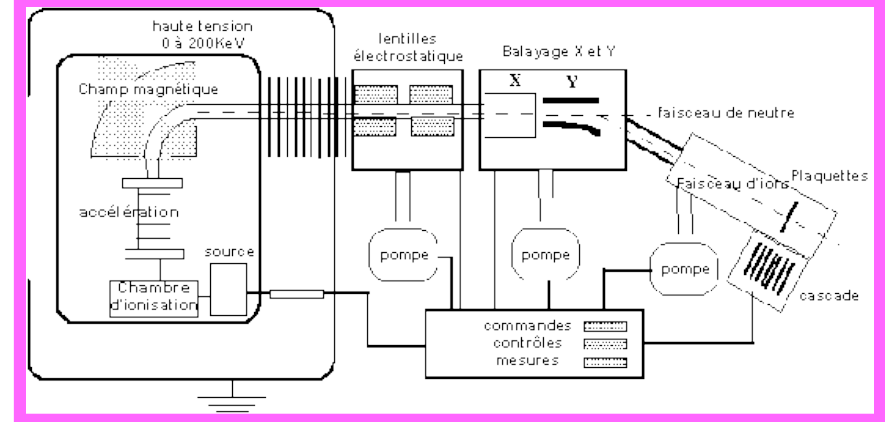 haute tension
0 à 200KeV
Champ magnétique
accélération
source
Chambre
d'ionisation
lentilles
électrostatique
Balayage X et Y
X Y
faisceau de neutre
Faisceau d'ions
Plaquettes
pompe
pompe
pompe
cascade
commandes
contrôles
mesures